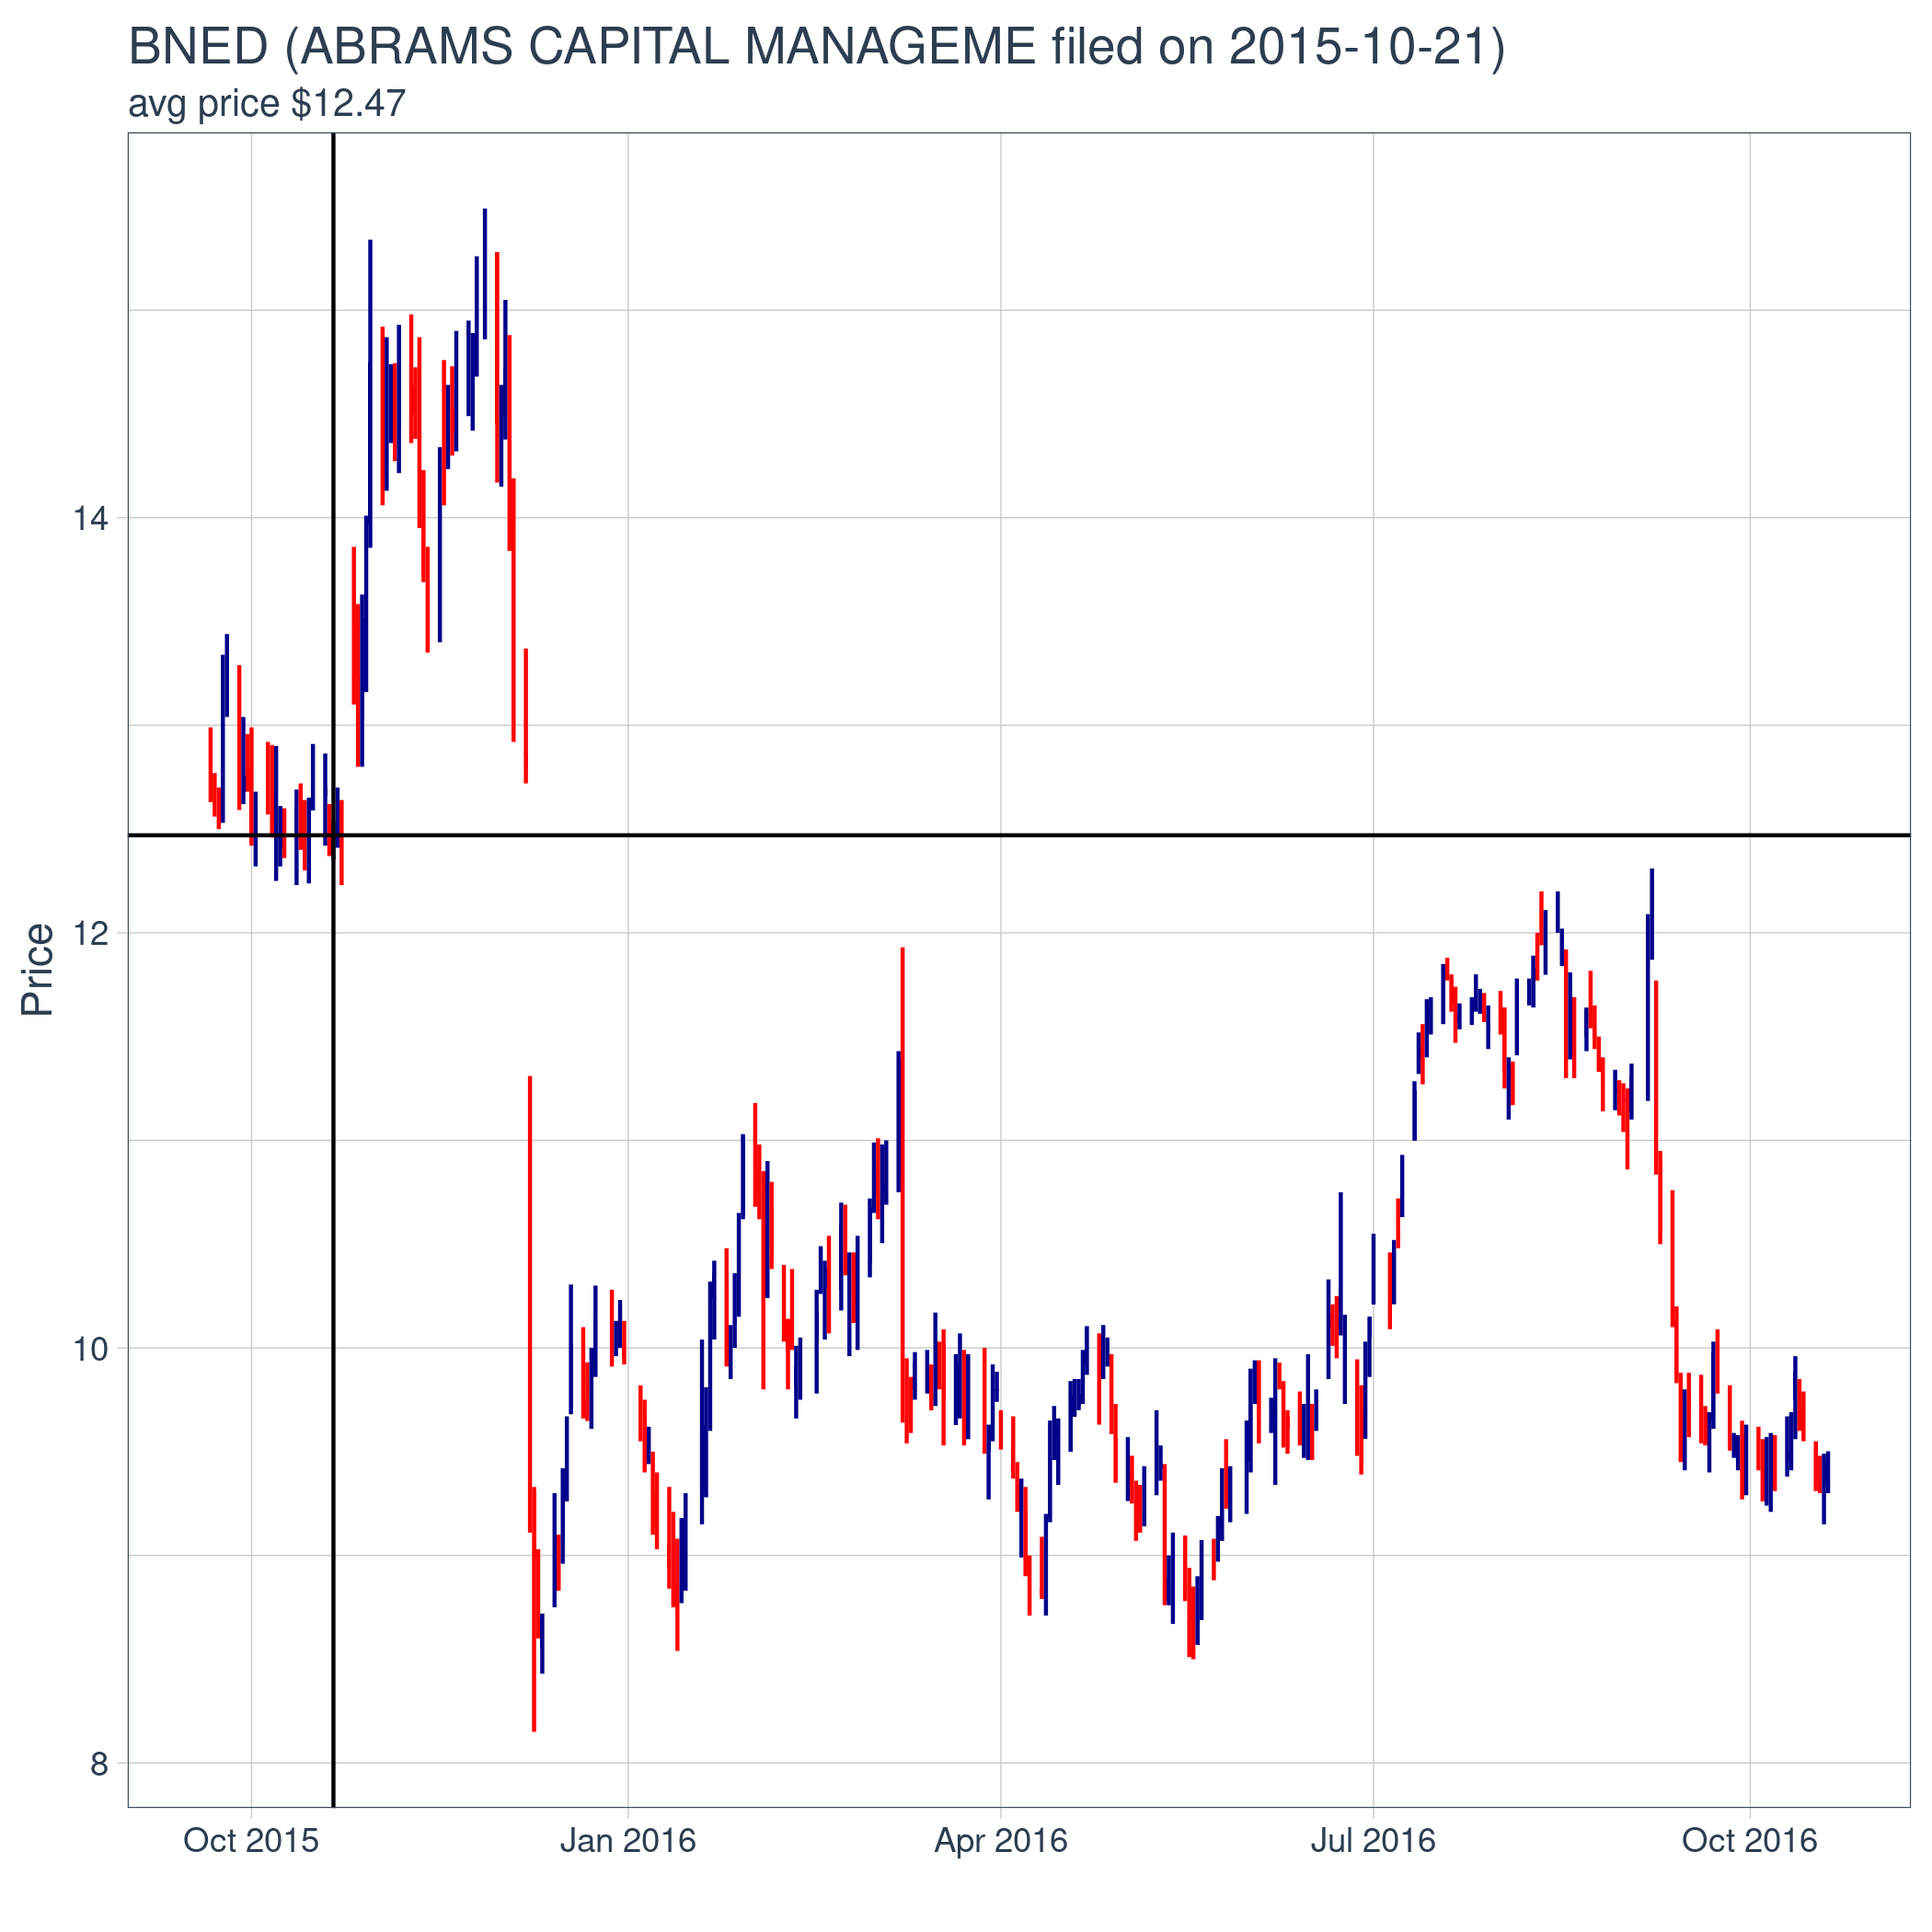 BNED (ABRAMS CAPITAL MANAGEME filed on 2015-10-21)
avg price $12.47
Price
14
12
10
8
Oct 2015
Jan 2016
Apr 2016
Jul 2016
Oct 2016